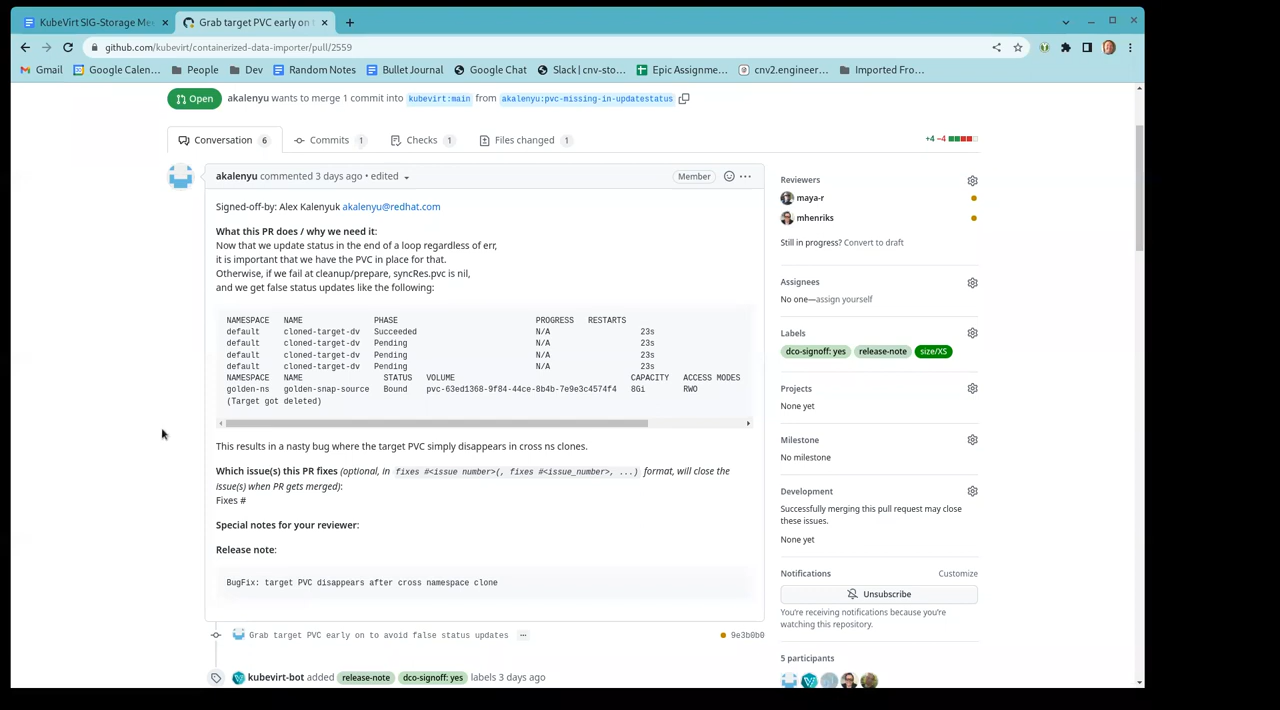 KubeVirt SIG-Storage Me
Grab target PVC early on
github.com/kubevirt/containerized-data-importer/pull/2559
Gmail Google Calen... People Dev Random Notes Bullet Journal Google Chat Slack | cnv-sto... Epic Assignme... cnv2.engineer... Imported Fro...
Open akalenyu wants to merge 1 commit into kubevirt:main from akalenyu:pvc-missing-in-updatestatus
Conversation 6 Commits 1 Checks 1 Files changed 1 +4 −4
akalenyu commented 3 days ago • edited Member
Signed-off-by: Alex Kalenyuk akalenyu@redhat.com
What this PR does / why we need it:
Now that we update status in the end of a loop regardless of err,
it is important that we have the PVC in place for that.
Otherwise, if we fail at cleanup/prepare, syncRes.pvc is nil,
and we get false status updates like the following:
NAMESPACE NAME PHASE PROGRESS RESTARTS
default cloned-target-dv Succeeded N/A 23s
default cloned-target-dv Pending N/A 23s
default cloned-target-dv Pending N/A 23s
default cloned-target-dv Pending N/A 23s
NAMESPACE NAME STATUS VOLUME CAPACITY ACCESS MODES
golden-ns golden-snap-source Bound pvc-63ed1368-9f84-44ce-8b4b-7e9e3c4574f4 8Gi RWO
(Target got deleted)
This results in a nasty bug where the target PVC simply disappears in cross ns clones.
Which issue(s) this PR fixes (optional, in fixes #<issue number>(, fixes #<issue_number>, ...) format, will close the
issue(s) when PR gets merged):
Fixes #
Special notes for your reviewer:
Release note:
BugFix: target PVC disappears after cross namespace clone
Grab target PVC early on to avoid false status updates ... 9e3b0b0
kubevirt-bot added release-note dco-signoff: yes labels 3 days ago
Reviewers
maya-r
mhenriks
Still in progress? Convert to draft
Assignees
No one—assign yourself
Labels
dco-signoff: yes release-note size/XS
Projects
None yet
Milestone
No milestone
Development
Successfully merging this pull request may close
these issues.
None yet
Notifications Customize
Unsubscribe
You're receiving notifications because you're
watching this repository.
5 participants